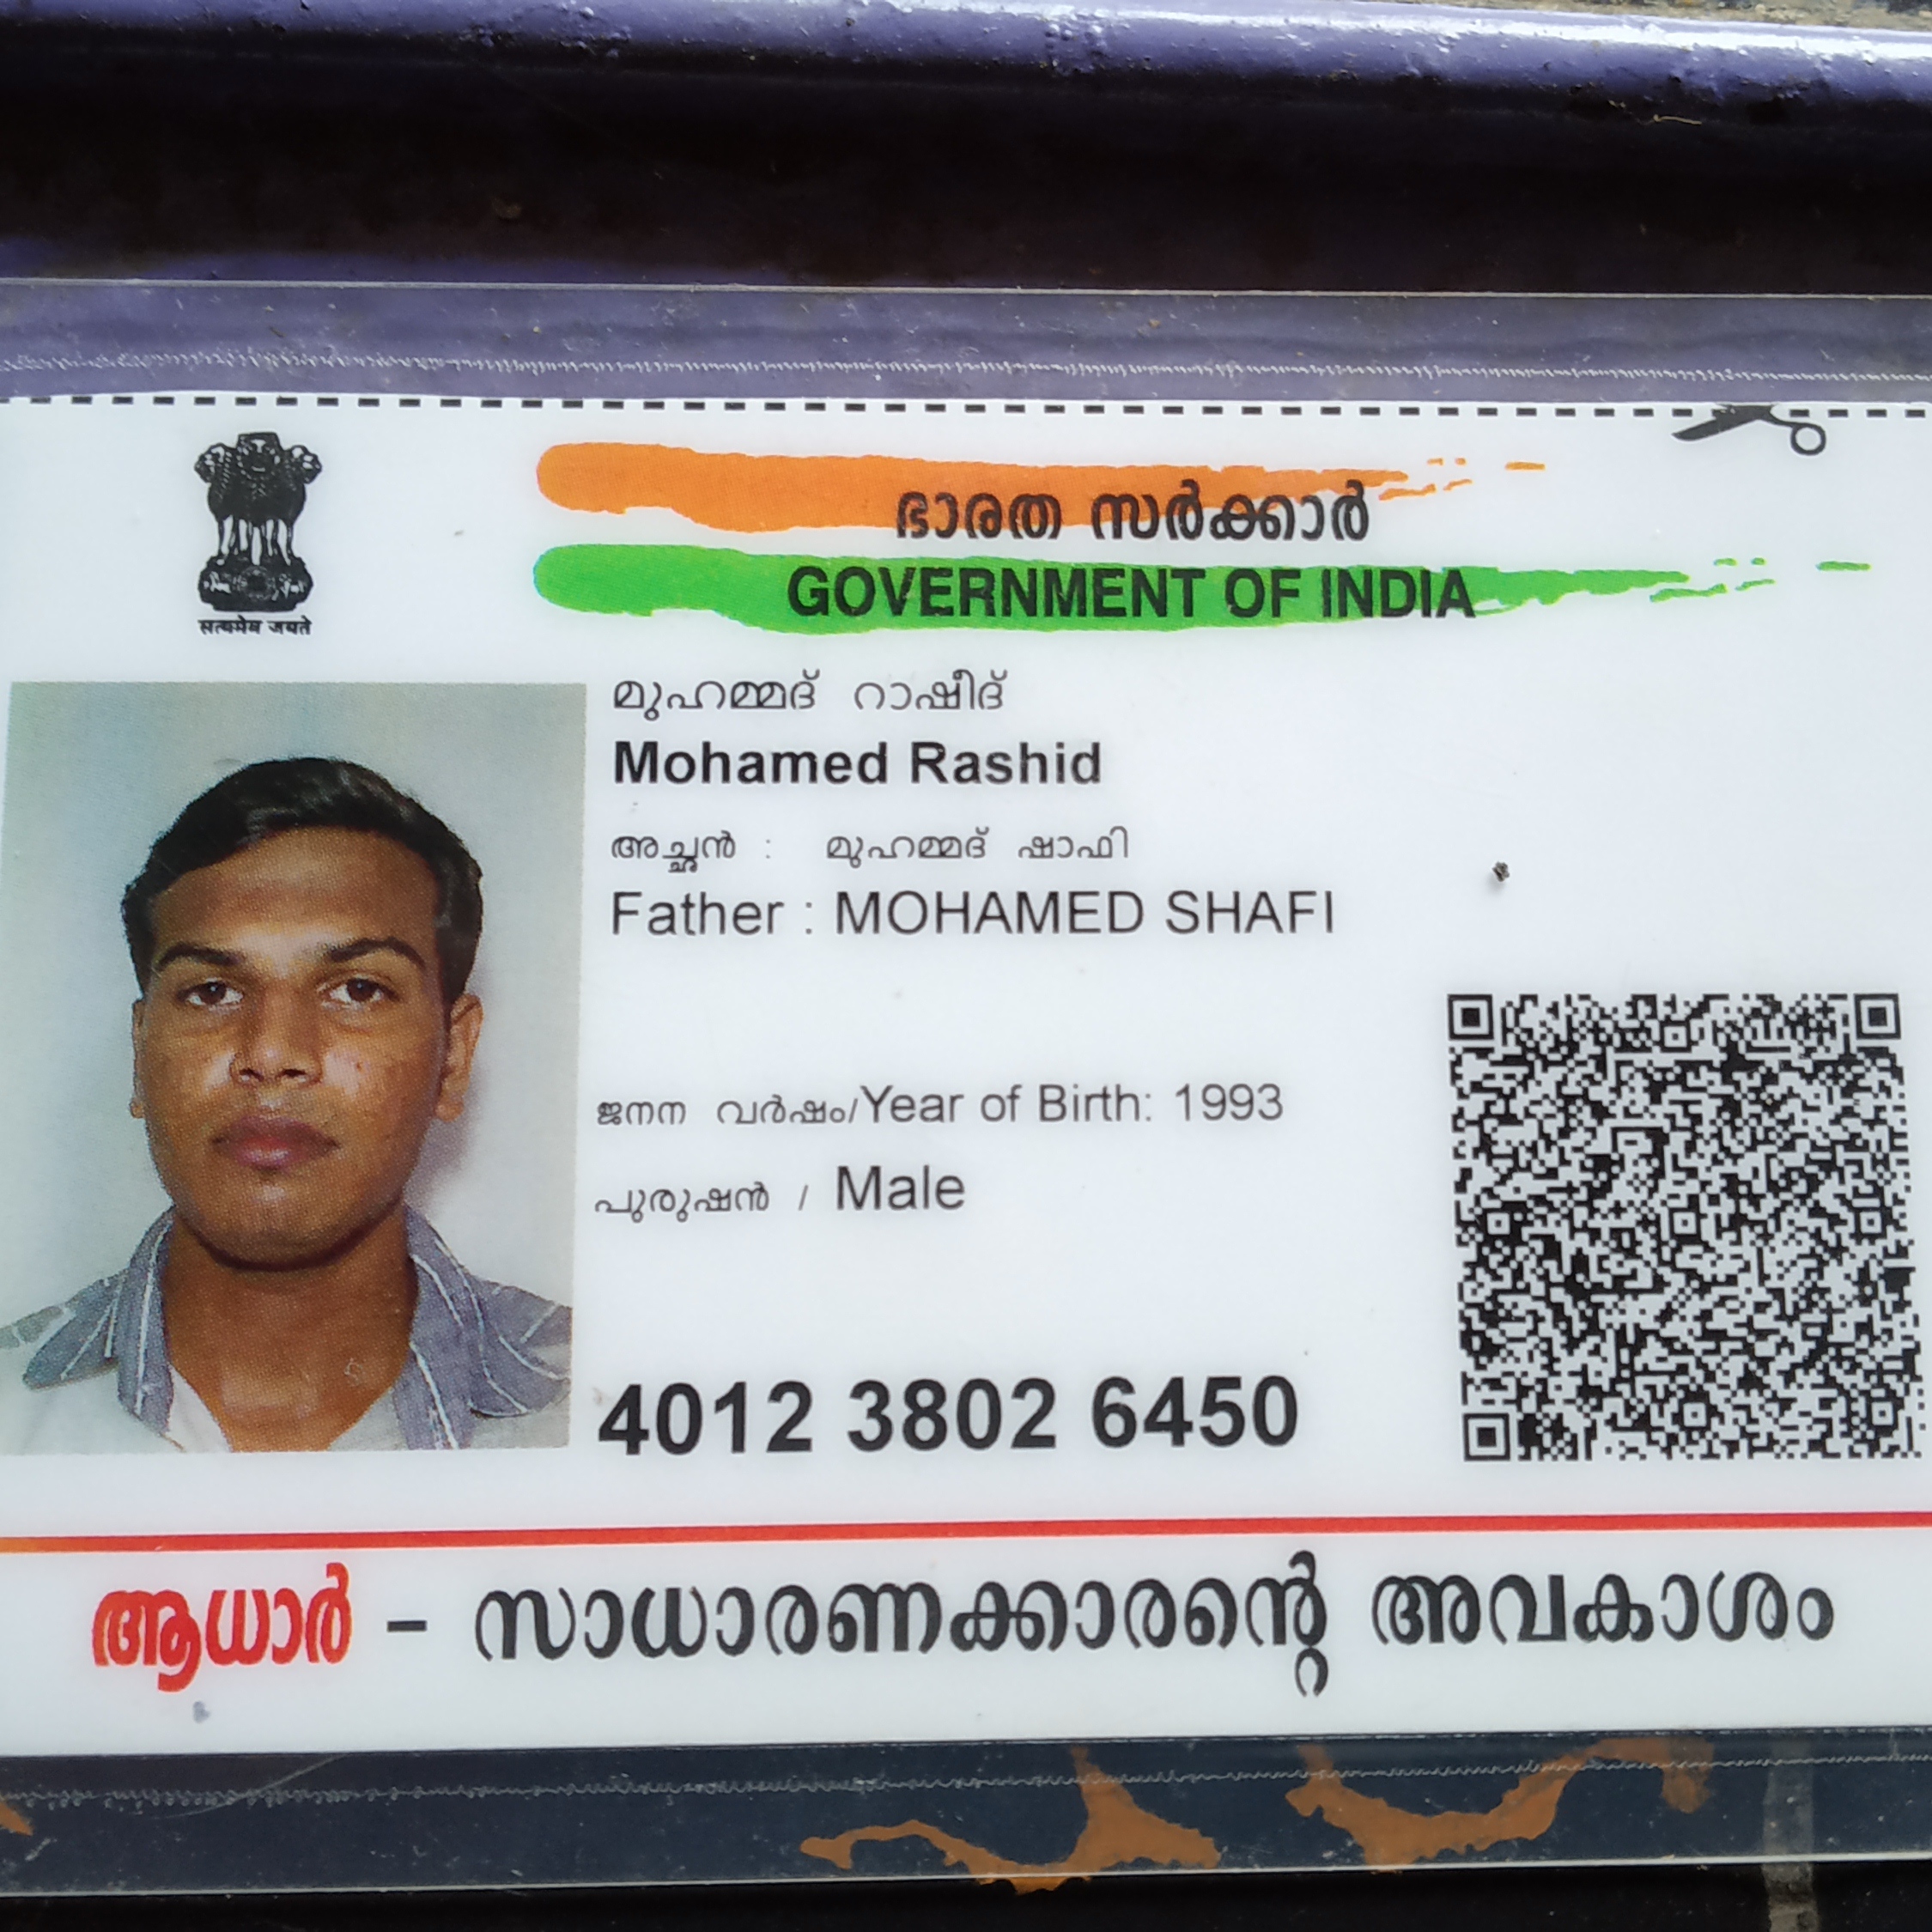 ഭാരത സർക്കാർ
GOVERNMENT OF INDIA
सत्यमेव जयते
മുഹമ്മദ് റാഷീദ്
Mohamed Rashid
അച്ഛൻ : മുഹമ്മദ് ഷാഫി
Father : MOHAMED SHAFI
ജനന വർഷം/Year of Birth: 1993
പുരുഷൻ / Male
4012 3802 6450
ആധാർ - സാധാരണക്കാരന്റെ അവകാശം